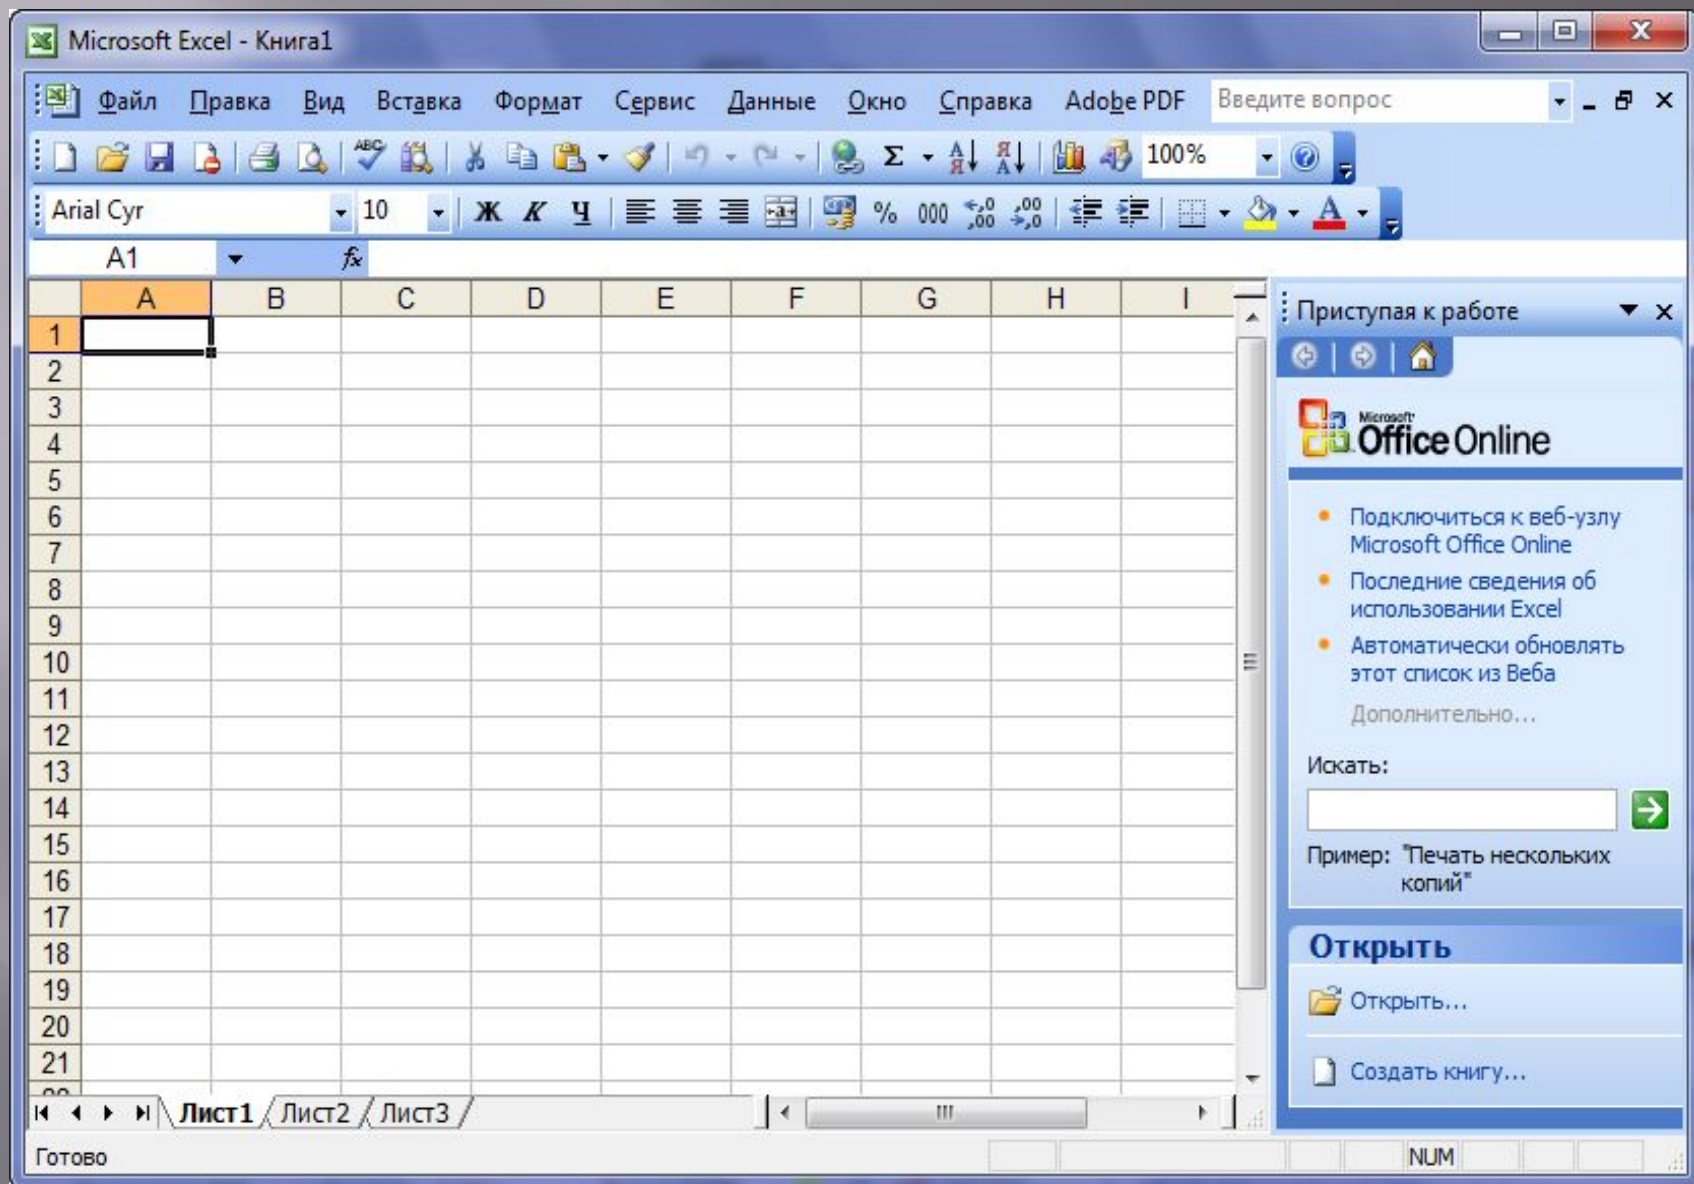 Microsoft Excel - Книга1
Файл Правка Вид Вставка Формат Сервис Данные Окно Справка Adobe PDF Введите вопрос
100%
Arial Cyr 10 Ж К Ч % 000
A1 fx
A B C D E F G H I
1
2
3
4
5
6
7
8
9
10
11
12
13
14
15
16
17
18
19
20
21
Приступая к работе
Microsoft
Office Online
Подключиться к веб-узлу
Microsoft Office Online
Последние сведения об
использовании Excel
Автоматически обновлять
этот список из Веба
Дополнительно...
Искать:
Пример: "Печать нескольких
копий"
Открыть
Открыть...
Создать книгу...
Лист1 Лист2 Лист3
Готово
NUM